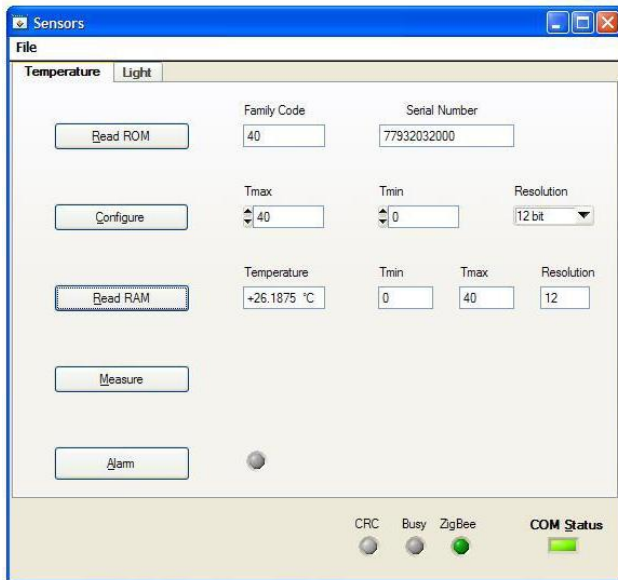 Sensors
File
Temperature Light
Family Code Serial Number
Read ROM 40 77932032000
Tmax Tmin Resolution
Configure 40 0 12 bit
Temperature Tmin Tmax Resolution
Read RAM +26.1875 °C 0 40 12
Measure
Alarm
CRC Busy ZigBee COM Status